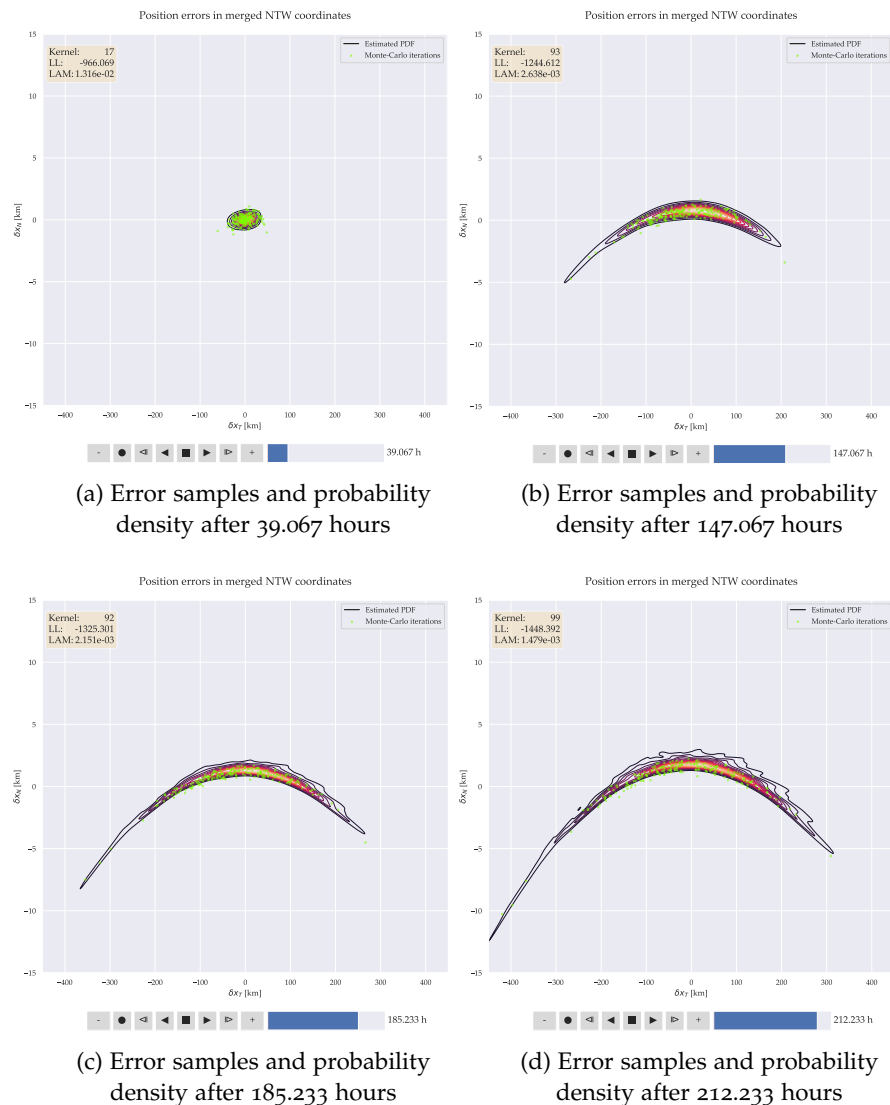 Position errors in merged NTW coordinates
Kernel: 17
LL: -966.069
LAM: 1.316e-02
Estimated PDF
Monte-Carlo iterations
15
10
5
0
−5
−10
−15
δx_N [km]
−400 −300 −200 −100 0 100 200 300 400
δx_T [km]
- ● ⧏ ◀ ■ ▶ ⧐ + 39.067 h
(a) Error samples and probability
density after 39.067 hours
Position errors in merged NTW coordinates
Kernel: 93
LL: -1244.612
LAM: 2.638e-03
Estimated PDF
Monte-Carlo iterations
15
10
5
0
−5
−10
−15
δx_N [km]
−400 −300 −200 −100 0 100 200 300 400
δx_T [km]
- ● ⧏ ◀ ■ ▶ ⧐ + 147.067 h
(b) Error samples and probability
density after 147.067 hours
Position errors in merged NTW coordinates
Kernel: 92
LL: -1325.301
LAM: 2.151e-03
Estimated PDF
Monte-Carlo iterations
15
10
5
0
−5
−10
−15
δx_N [km]
−400 −300 −200 −100 0 100 200 300 400
δx_T [km]
- ● ⧏ ◀ ■ ▶ ⧐ + 185.233 h
(c) Error samples and probability
density after 185.233 hours
Position errors in merged NTW coordinates
Kernel: 99
LL: -1448.392
LAM: 1.479e-03
Estimated PDF
Monte-Carlo iterations
15
10
5
0
−5
−10
−15
δx_N [km]
−400 −300 −200 −100 0 100 200 300 400
δx_T [km]
- ● ⧏ ◀ ■ ▶ ⧐ + 212.233 h
(d) Error samples and probability
density after 212.233 hours